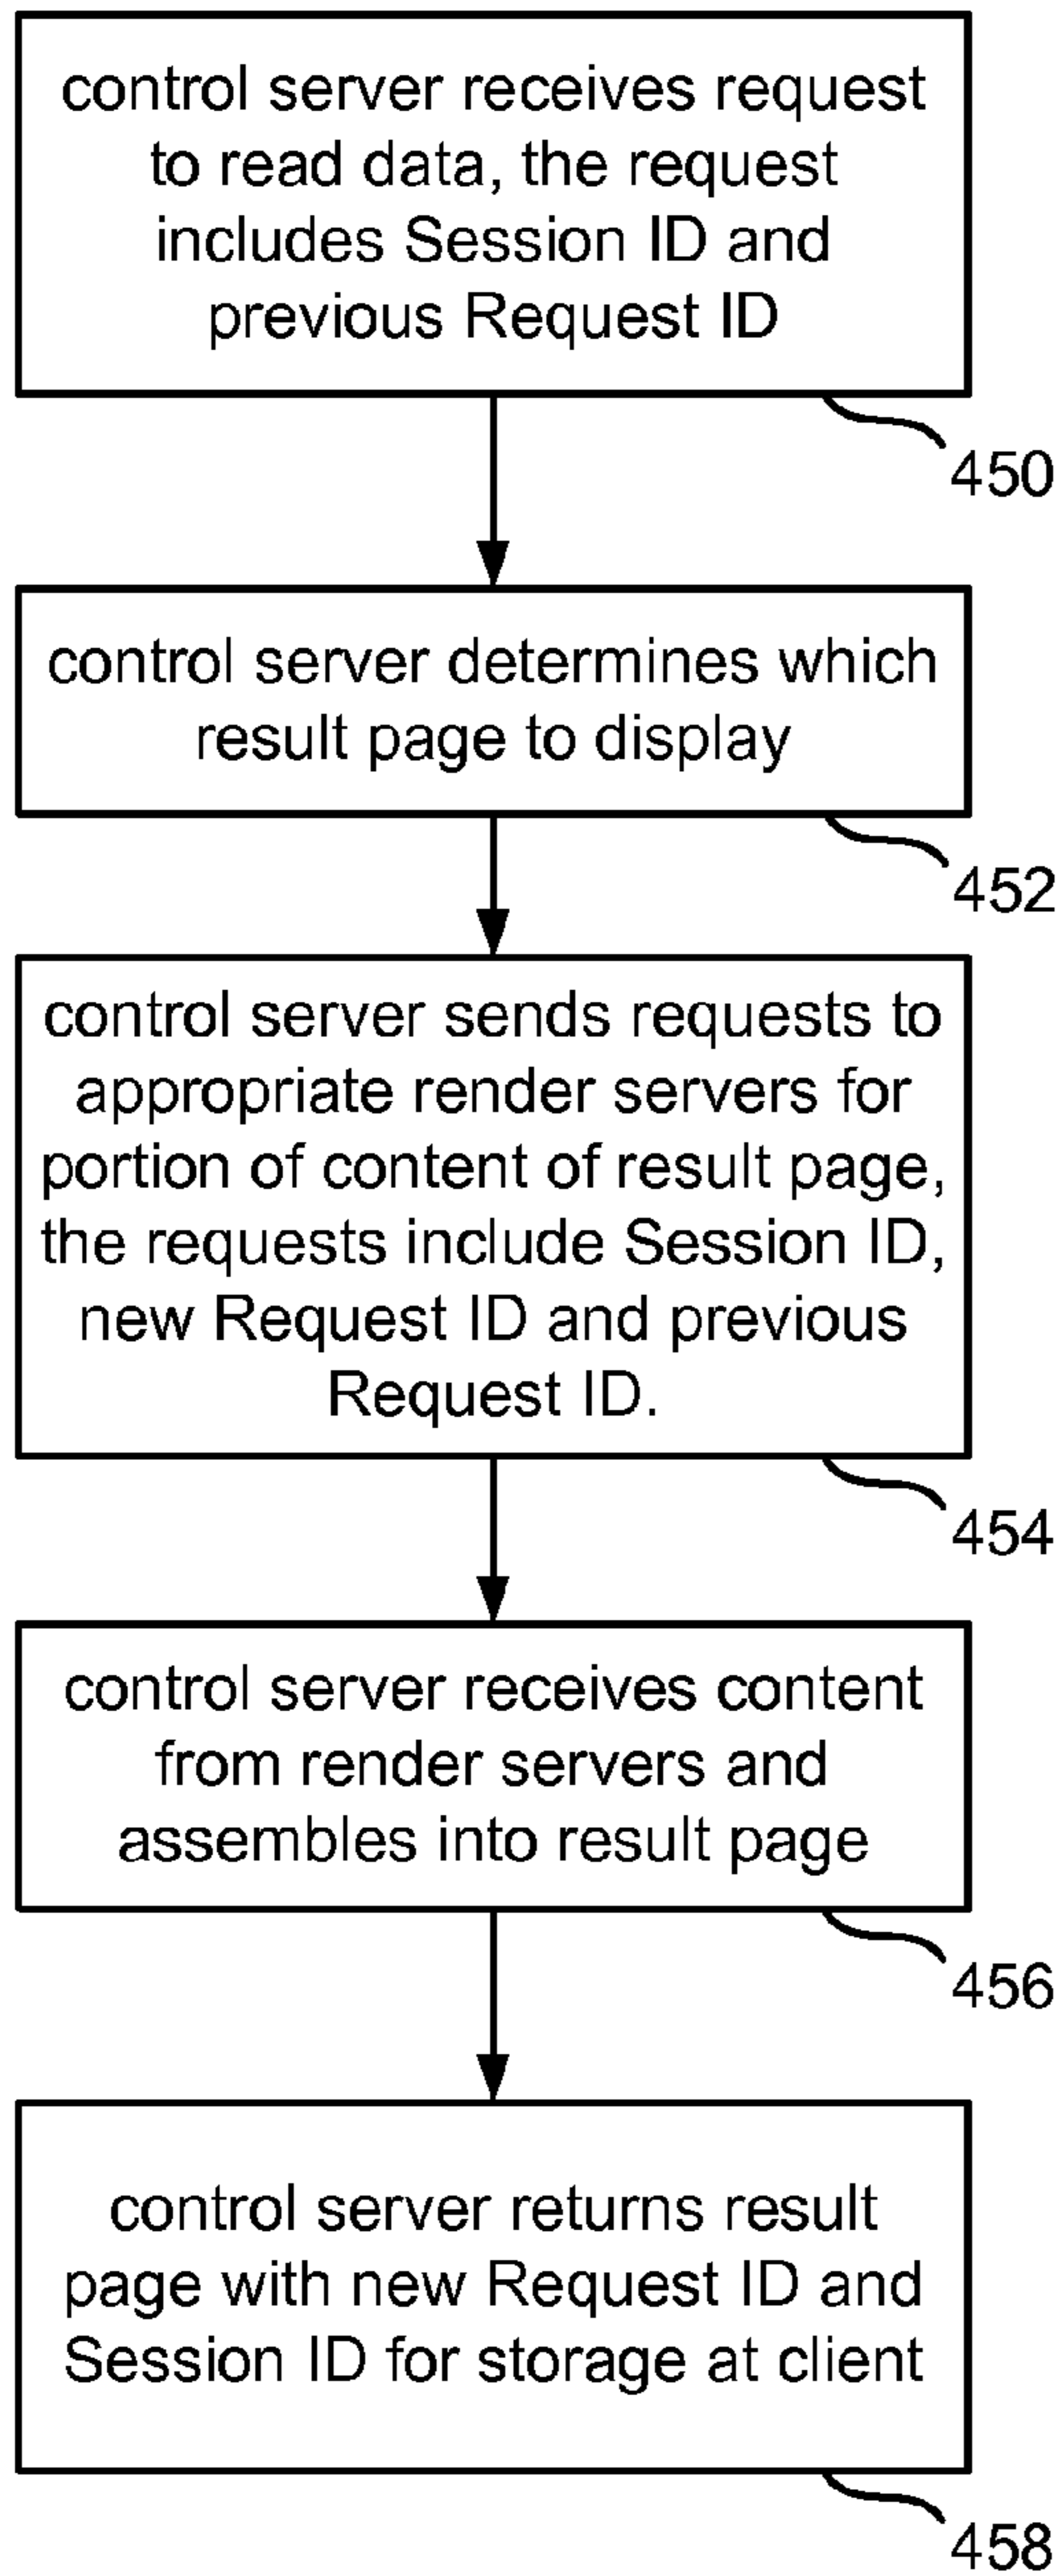 control server receives request
to read data, the request
includes Session ID and
previous Request ID
450
control server determines which
result page to display
452
control server sends requests to
appropriate render servers for
portion of content of result page,
the requests include Session ID,
new Request ID and previous
Request ID.
454
control server receives content
from render servers and
assembles into result page
456
control server returns result
page with new Request ID and
Session ID for storage at client
458